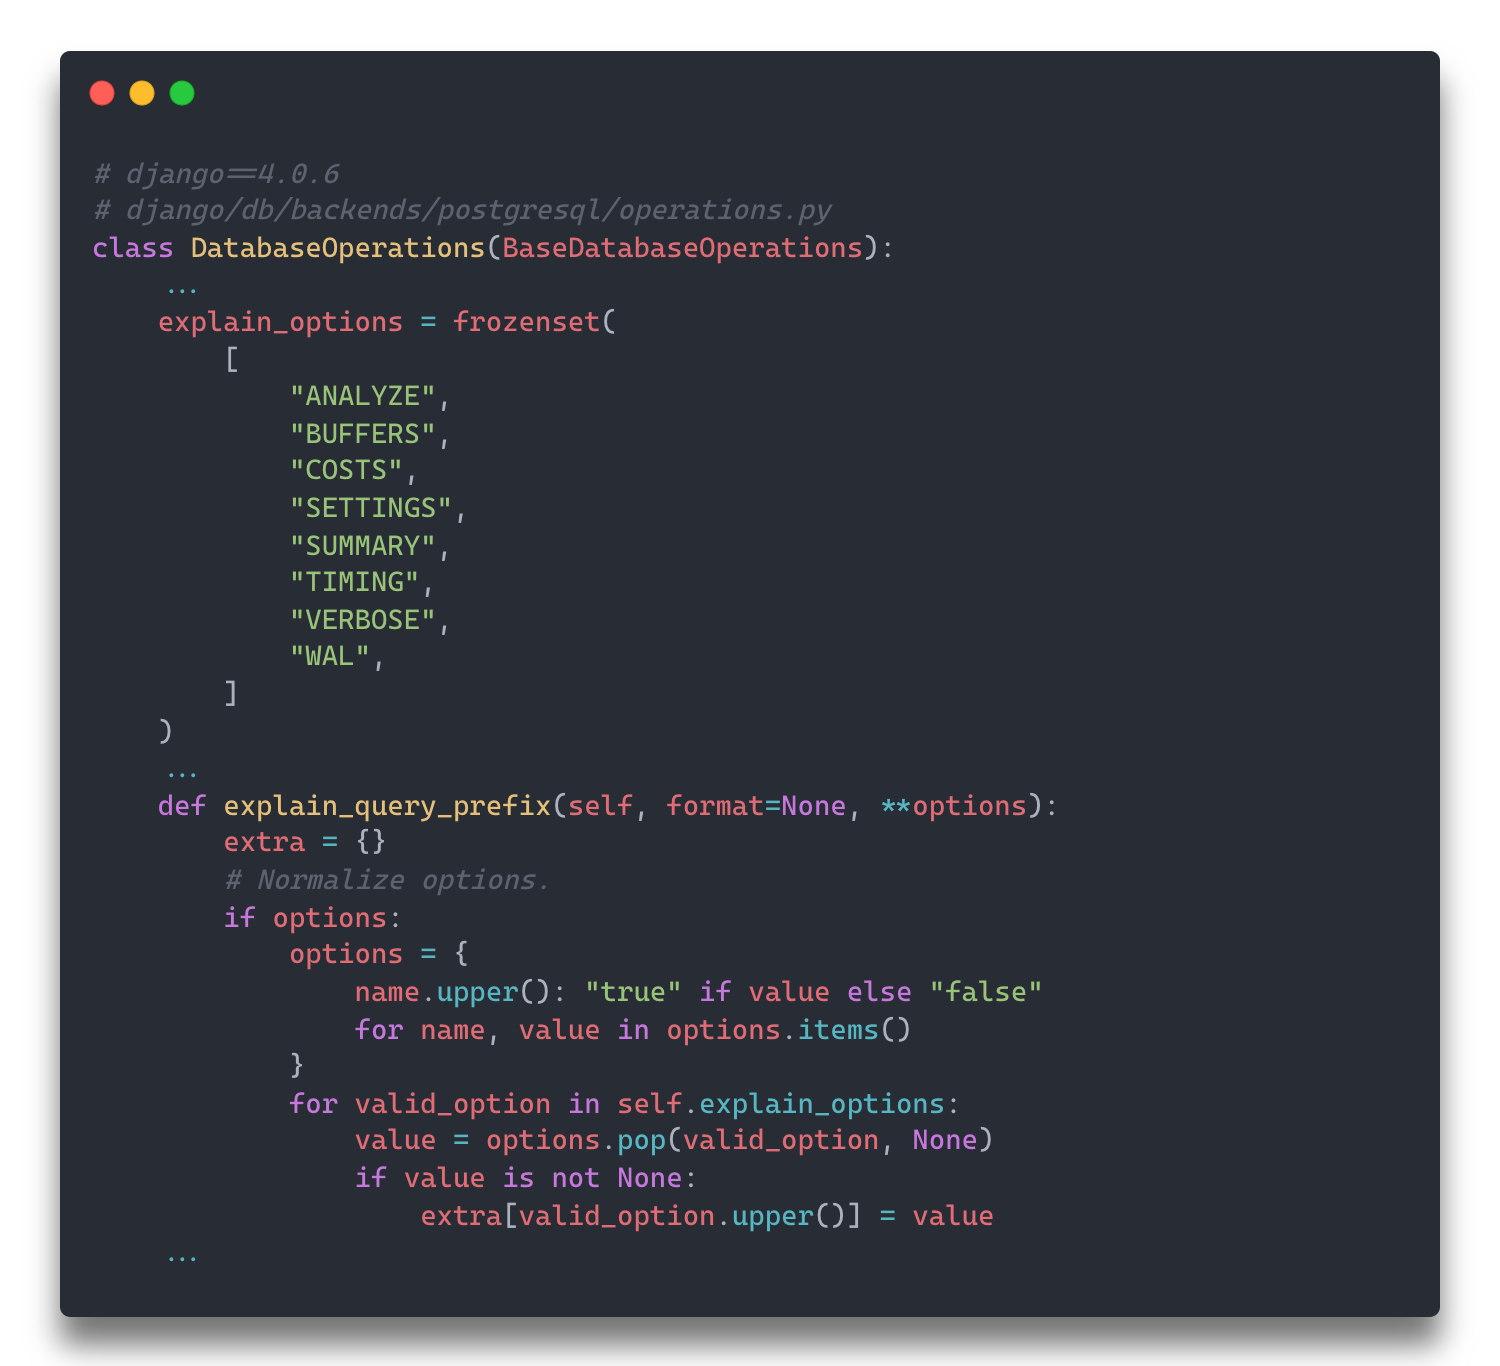 # django==4.0.6
# django/db/backends/postgresql/operations.py
class DatabaseOperations(BaseDatabaseOperations):
    ...
    explain_options = frozenset(
        [
            "ANALYZE",
            "BUFFERS",
            "COSTS",
            "SETTINGS",
            "SUMMARY",
            "TIMING",
            "VERBOSE",
            "WAL",
        ]
    )
    ...
    def explain_query_prefix(self, format=None, **options):
        extra = {}
        # Normalize options.
        if options:
            options = {
                name.upper(): "true" if value else "false"
                for name, value in options.items()
            }
            for valid_option in self.explain_options:
                value = options.pop(valid_option, None)
                if value is not None:
                    extra[valid_option.upper()] = value
    ...